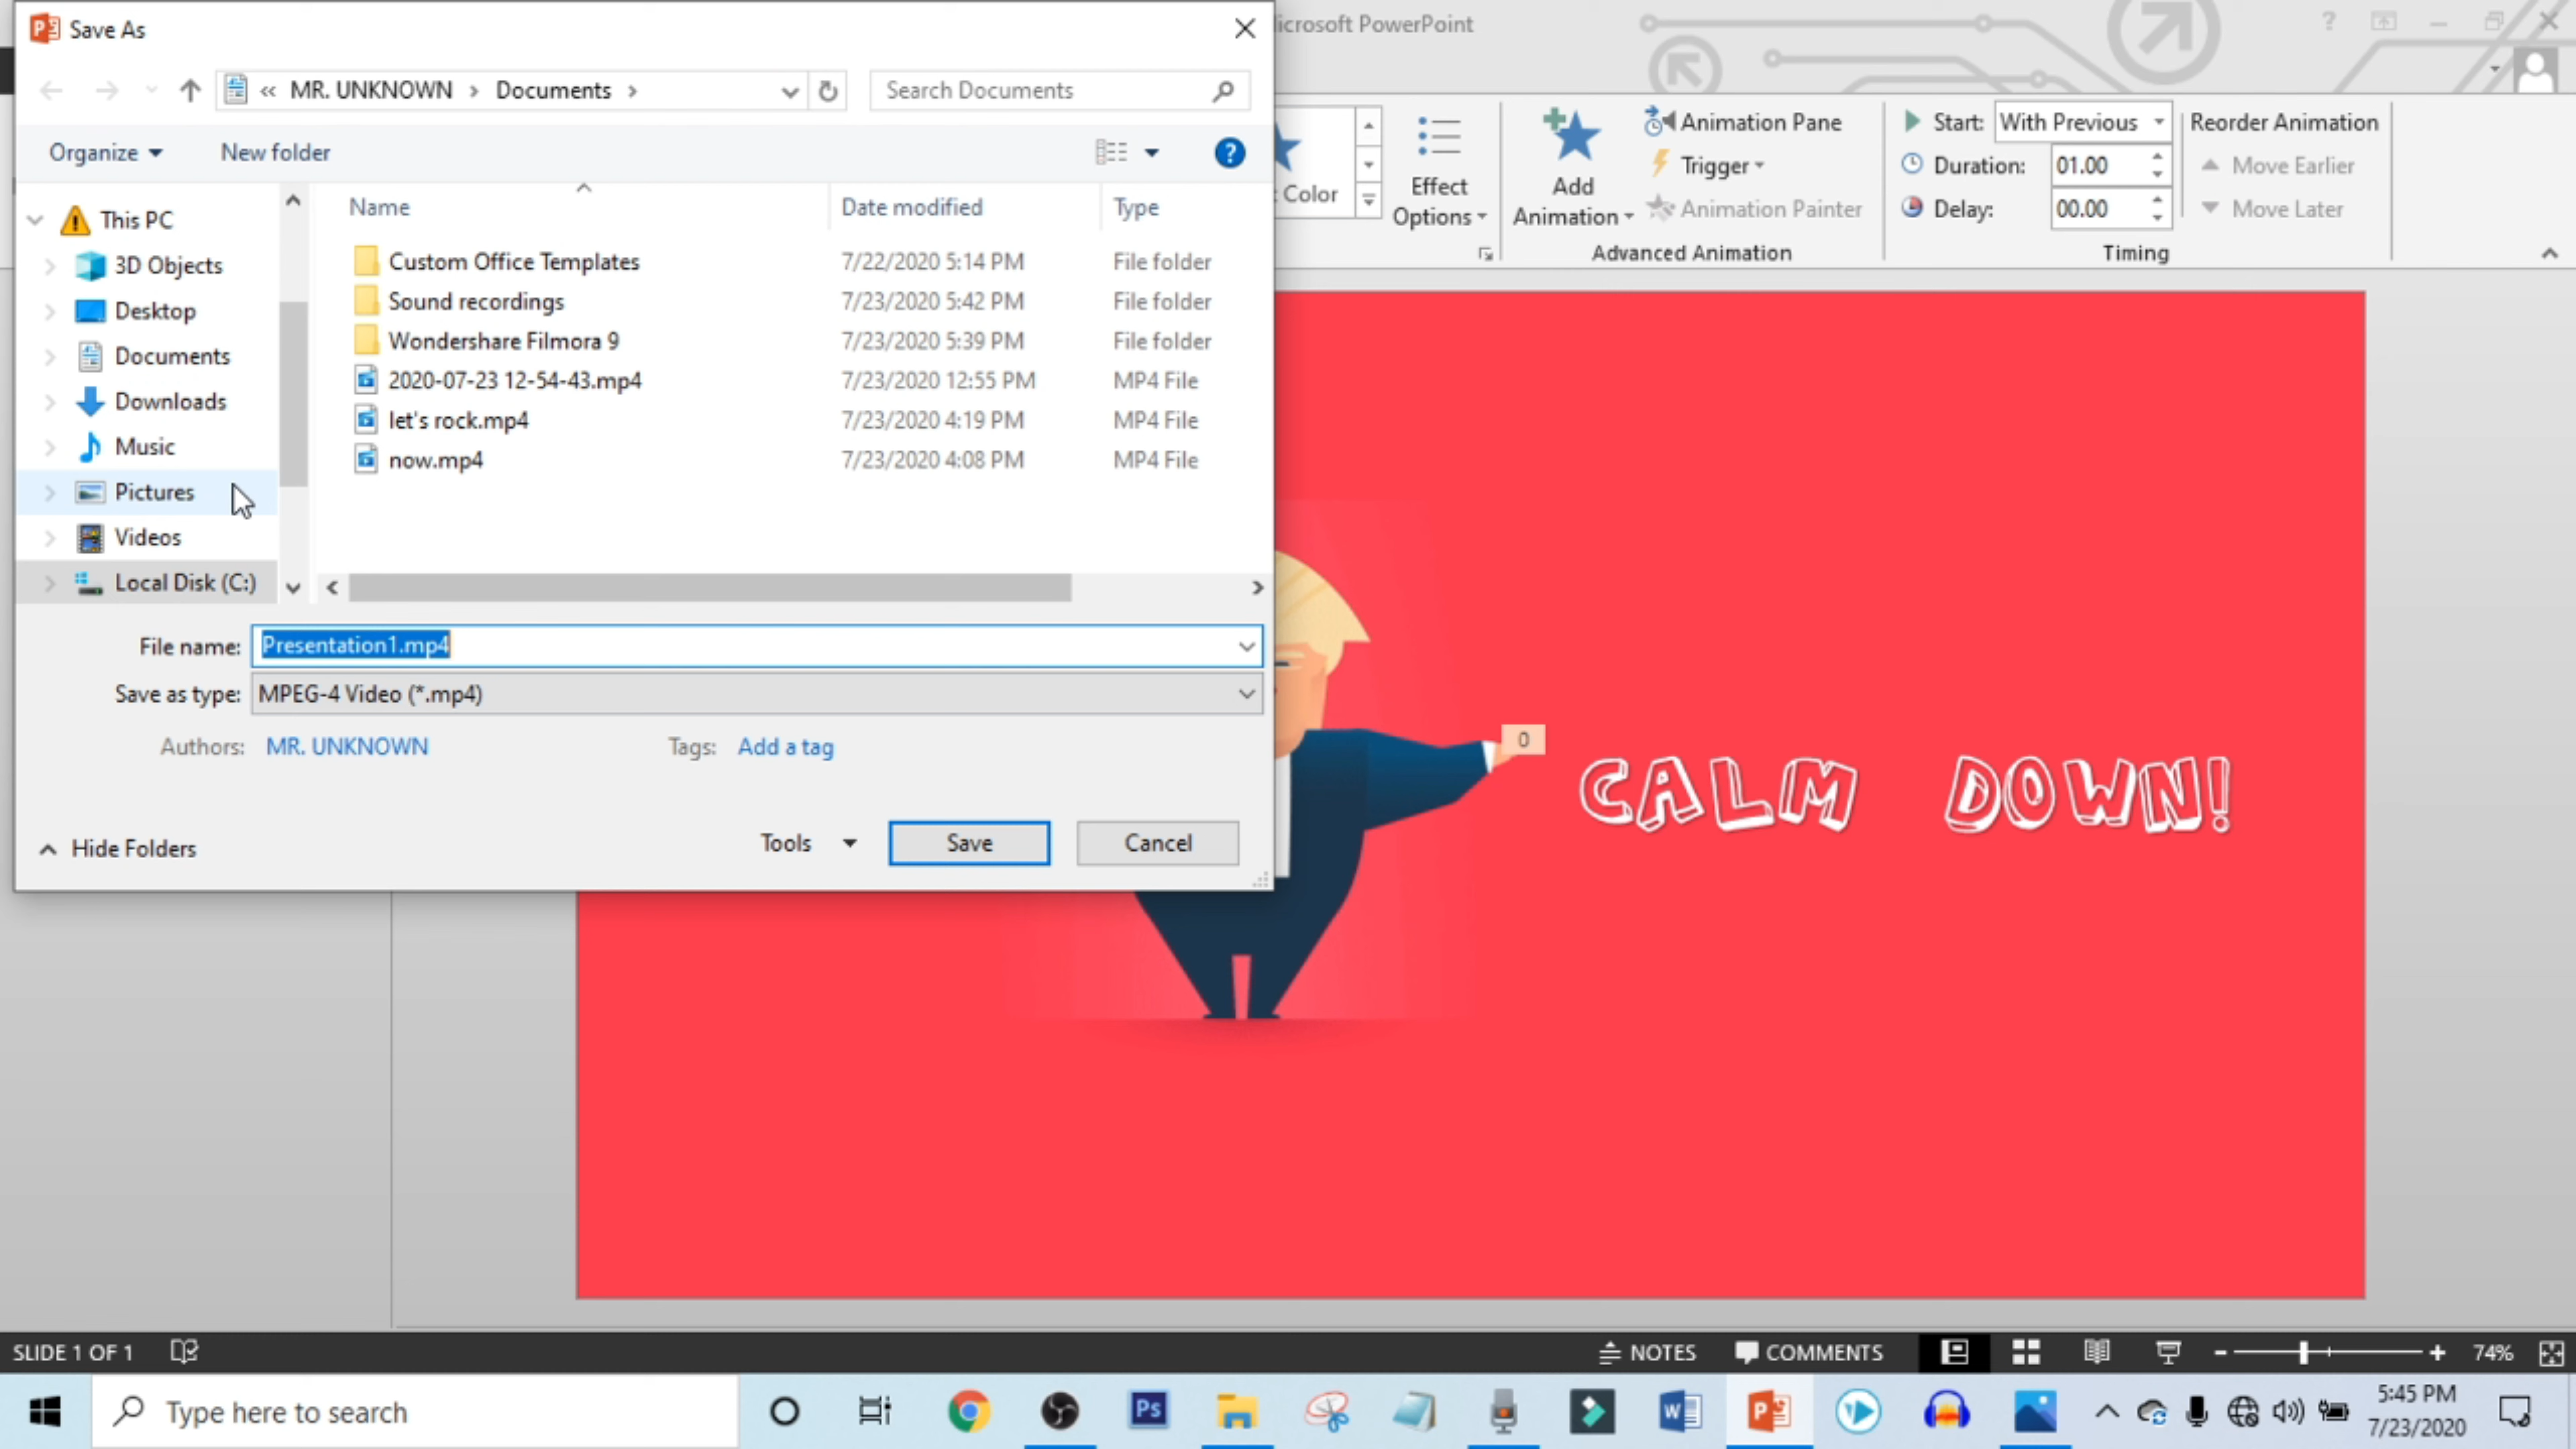 Save As
icrosoft PowerPoint
MR. UNKNOWN
Documents
Search Documents
Organize
New folder
Name
Date modified
Type
This PC
3D Objects
Desktop
Documents
Downloads
Music
Pictures
Videos
Local Disk (C:)
Custom Office Templates 7/22/2020 5:14 PM File folder
Sound recordings 7/23/2020 5:42 PM File folder
Wondershare Filmora 9 7/23/2020 5:39 PM File folder
2020-07-23 12-54-43.mp4 7/23/2020 12:55 PM MP4 File
let's rock.mp4 7/23/2020 4:19 PM MP4 File
now.mp4 7/23/2020 4:08 PM MP4 File
File name: Presentation1.mp4
Save as type: MPEG-4 Video (*.mp4)
Authors: MR. UNKNOWN Tags: Add a tag
Hide Folders
Tools
Save
Cancel
Color
Effect
Options
Add
Animation
Animation Pane
Trigger
Animation Painter
Advanced Animation
Start: With Previous
Duration: 01.00
Delay: 00.00
Timing
Reorder Animation
Move Earlier
Move Later
0
CALM DOWN!
SLIDE 1 OF 1
NOTES
COMMENTS
74%
Type here to search
Ps
5:45 PM
7/23/2020